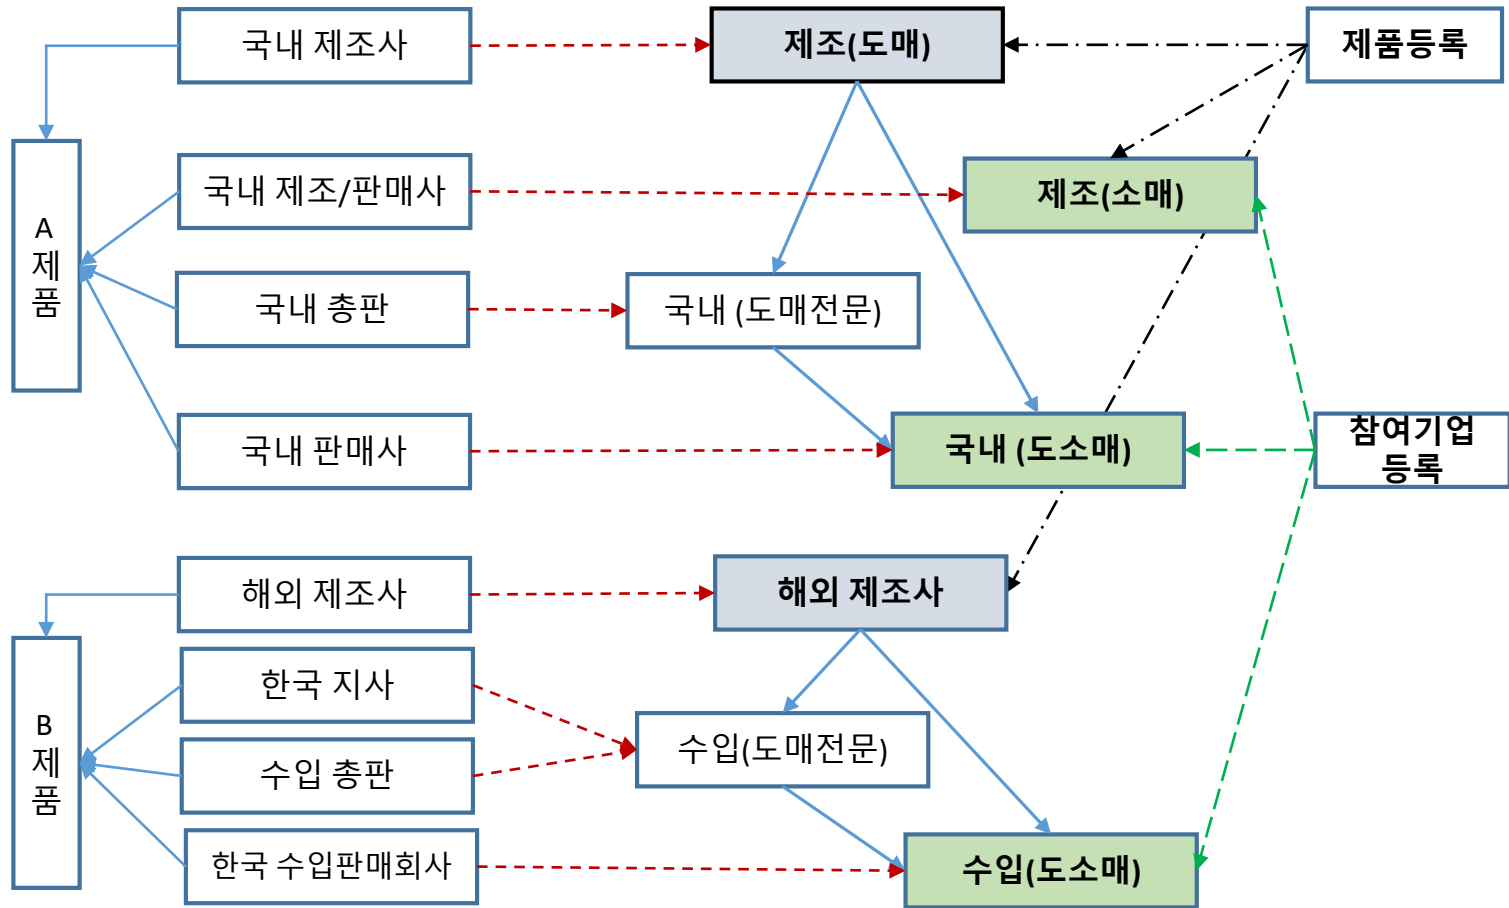 국내 제조사
제조(도매)
제품등록
국내 제조/판매사
제조(소매)
A
제
품
국내 총판
국내 (도매전문)
국내 판매사
국내 (도소매)
참여기업
등록
해외 제조사
해외 제조사
한국 지사
B
제
품
수입(도매전문)
수입 총판
한국 수입판매회사
수입(도소매)